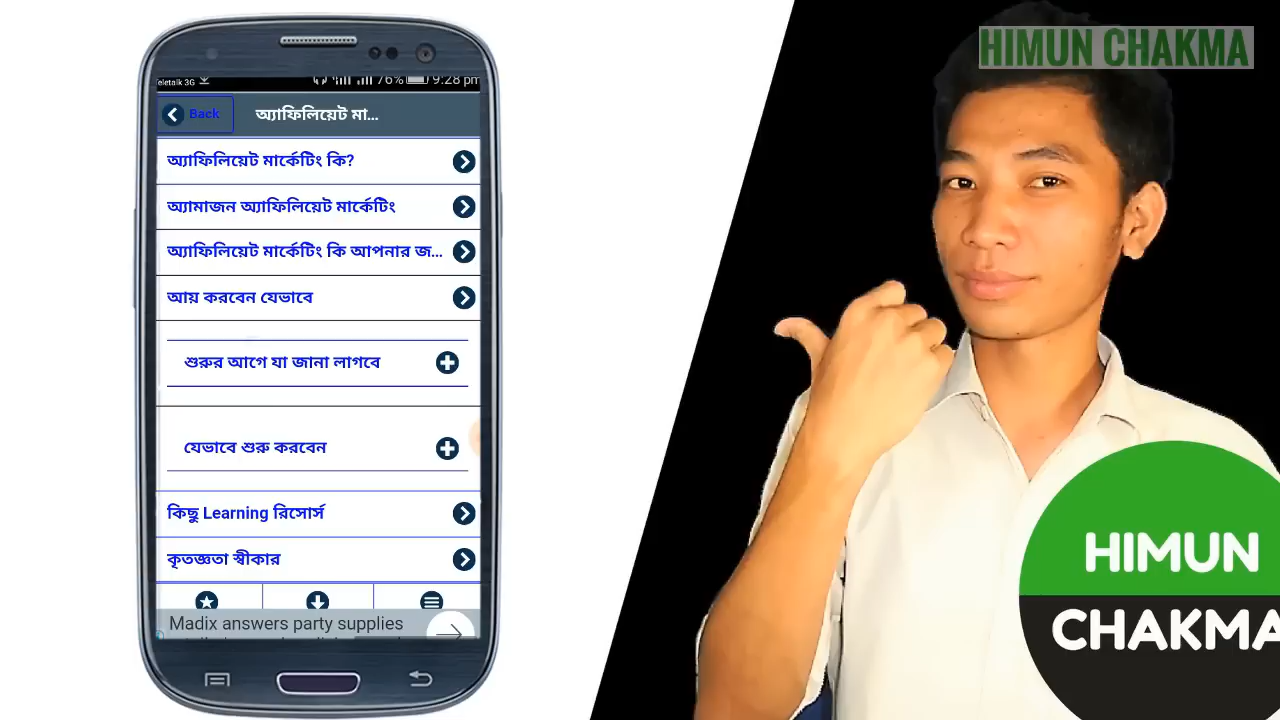 HIMUN CHAKMA
eletalk 3G 76% 9:28 pm
Back অ্যাফিলিয়েট মা...
অ্যাফিলিয়েট মার্কেটিং কি?
অ্যামাজন অ্যাফিলিয়েট মার্কেটিং
অ্যাফিলিয়েট মার্কেটিং কি আপনার জ...
আয় করবেন যেভাবে
শুরুর আগে যা জানা লাগবে
যেভাবে শুরু করবেন
কিছু Learning রিসোর্স
কৃতজ্ঞতা স্বীকার
Madix answers party supplies
HIMUN
CHAKMA